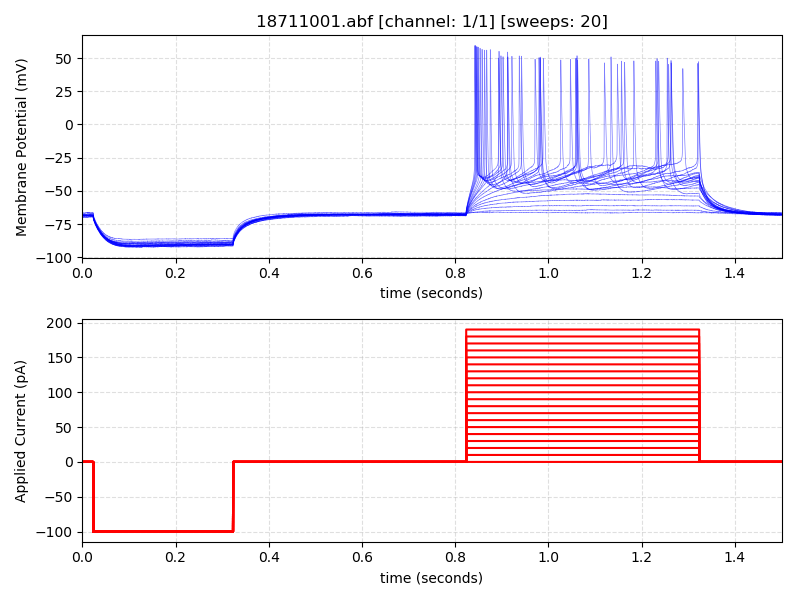 18711001.abf [channel: 1/1] [sweeps: 20]
Membrane Potential (mV)
50
25
0
−25
−50
−75
−100
0.0 0.2 0.4 0.6 0.8 1.0 1.2 1.4
time (seconds)
Applied Current (pA)
200
150
100
50
0
−50
−100
0.0 0.2 0.4 0.6 0.8 1.0 1.2 1.4
time (seconds)